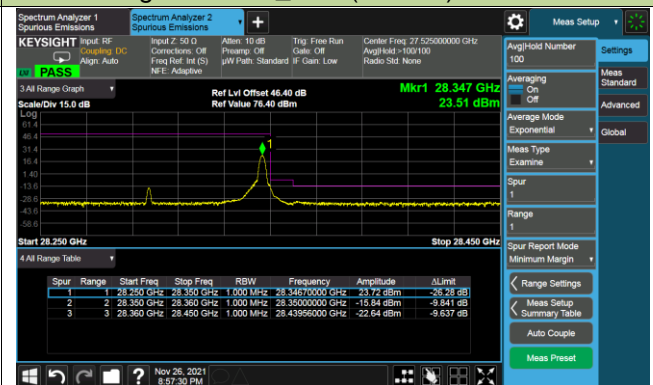 Spectrum Analyzer 1
Spurious Emissions
Spectrum Analyzer 2
Spurious Emissions
Meas Setup
KEYSIGHT
Input: RF
Coupling: DC
Align: Auto
Input Z: 50 Ω
Corrections: Off
Freq Ref: Int (S)
NFE: Adaptive
Atten: 10 dB
Preamp: Off
µW Path: Standard
Trig: Free Run
Gate: Off
IF Gain: Low
Center Freq: 27.525000000 GHz
Avg|Hold:>100/100
Radio Std: None
PASS
3 All Range Graph
Scale/Div 15.0 dB
Ref Lvl Offset 46.40 dB
Ref Value 76.40 dBm
Mkr1 28.347 GHz
23.51 dBm
Log
61.4
46.4
31.4
16.4
1.40
-13.6
-28.6
-43.6
-58.6
1
Start 28.250 GHz
Stop 28.450 GHz
4 All Range Table
Spur Range Start Freq Stop Freq RBW Frequency Amplitude ΔLimit
1 1 28.250 GHz 28.350 GHz 1.000 MHz 28.34670000 GHz 23.72 dBm -26.28 dB
2 2 28.350 GHz 28.360 GHz 1.000 MHz 28.35000000 GHz -15.84 dBm -9.841 dB
3 3 28.360 GHz 28.450 GHz 1.000 MHz 28.43956000 GHz -22.64 dBm -9.637 dB
Avg|Hold Number
100
Averaging
On
Off
Average Mode
Exponential
Meas Type
Examine
Spur
1
Range
1
Spur Report Mode
Minimum Margin
Range Settings
Meas Setup
Summary Table
Auto Couple
Meas Preset
Settings
Meas
Standard
Advanced
Global
Nov 26, 2021
8:57:30 PM